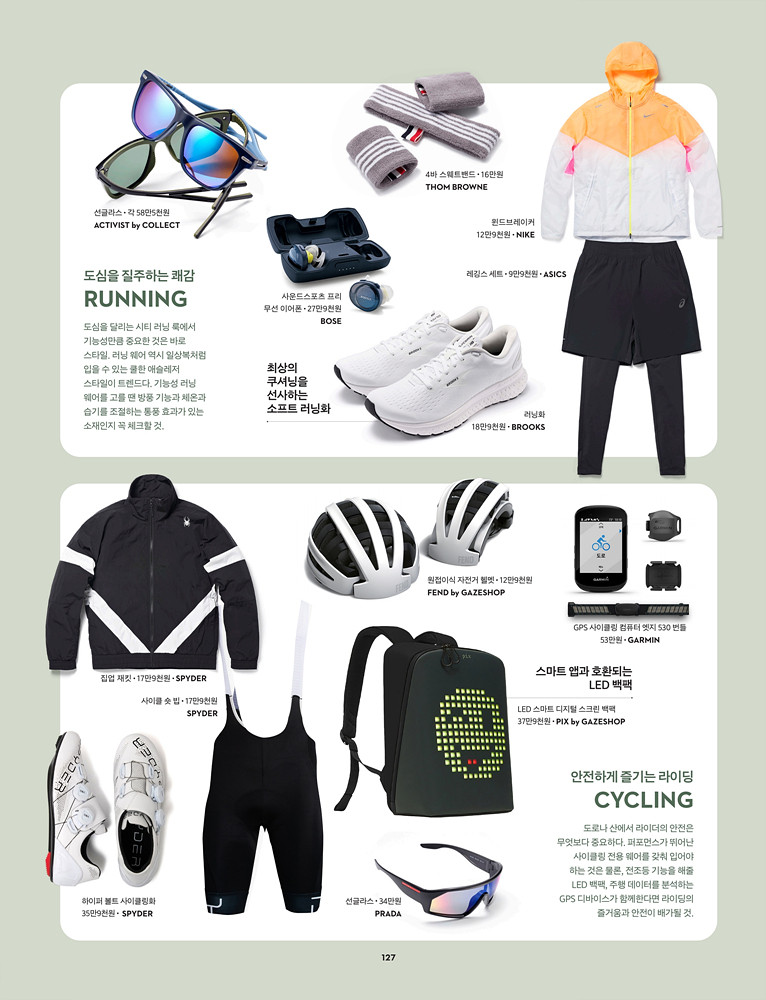 선글라스 • 각 58만5천원
ACTIVIST by COLLECT
4바 스웨트밴드 • 16만원
THOM BROWNE
윈드브레이커
12만9천원 • NIKE
사운드스포츠 프리
무선 이어폰 • 27만9천원
BOSE
레깅스 세트 • 9만9천원 • ASICS
도심을 질주하는 쾌감
RUNNING
도심을 달리는 시티 러닝 룩에서
기능성만큼 중요한 것은 바로
스타일. 러닝 웨어 역시 일상복처럼
입을 수 있는 쿨한 애슬레저
스타일이 트렌드다. 기능성 러닝
웨어를 고를 땐 방풍 기능과 체온과
습기를 조절하는 통풍 효과가 있는
소재인지 꼭 체크할 것.
최상의
쿠셔닝을
선사하는
소프트 러닝화
러닝화
18만9천원 • BROOKS
집업 재킷 • 17만9천원 • SPYDER
FEND
원접이식 자전거 헬멧 • 12만9천원
FEND by GAZESHOP
도로
GARMIN
GPS 사이클링 컴퓨터 엣지 530 번들
53만원 • GARMIN
사이클 숏 빕 • 17만9천원
SPYDER
pix
스마트 앱과 호환되는
LED 백팩
LED 스마트 디지털 스크린 백팩
37만9천원 • PIX by GAZESHOP
하이퍼 볼트 사이클링화
35만9천원 • SPYDER
선글라스 • 34만원
PRADA
안전하게 즐기는 라이딩
CYCLING
도로나 산에서 라이더의 안전은
무엇보다 중요하다. 퍼포먼스가 뛰어난
사이클링 전용 웨어를 갖춰 입어야
하는 것은 물론, 전조등 기능을 해줄
LED 백팩, 주행 데이터를 분석하는
GPS 디바이스가 함께한다면 라이딩의
즐거움과 안전이 배가될 것.
127